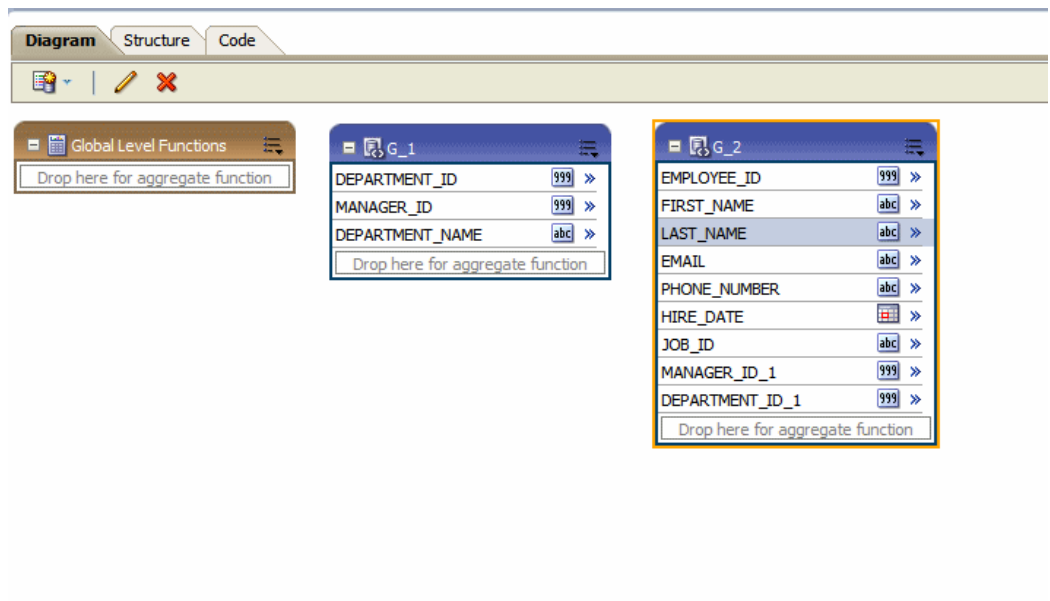 Diagram Structure Code
Global Level Functions
Drop here for aggregate function
G_1
DEPARTMENT_ID 999
MANAGER_ID 999
DEPARTMENT_NAME abc
Drop here for aggregate function
G_2
EMPLOYEE_ID 999
FIRST_NAME abc
LAST_NAME abc
EMAIL abc
PHONE_NUMBER abc
HIRE_DATE
JOB_ID abc
MANAGER_ID_1 999
DEPARTMENT_ID_1 999
Drop here for aggregate function